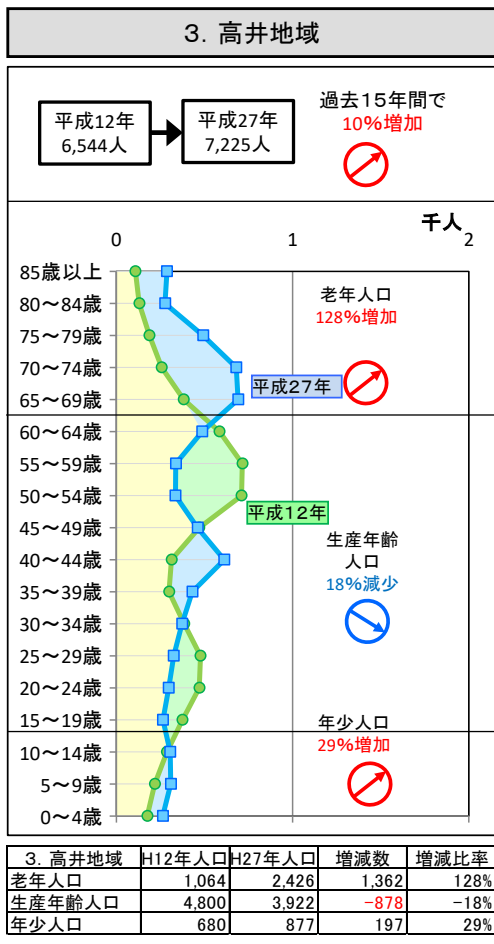 3. 高井地域
平成12年
6,544人
平成27年
7,225人
過去15年間で
10%増加
千人
0 1 2
85歳以上
80～84歳
75～79歳
70～74歳
65～69歳
60～64歳
55～59歳
50～54歳
45～49歳
40～44歳
35～39歳
30～34歳
25～29歳
20～24歳
15～19歳
10～14歳
5～9歳
0～4歳
老年人口
128%増加
平成27年
平成12年
生産年齢
人口
18%減少
年少人口
29%増加
3. 高井地域 H12年人口 H27年人口 増減数 増減比率
老年人口 1,064 2,426 1,362 128%
生産年齢人口 4,800 3,922 −878 -18%
年少人口 680 877 197 29%